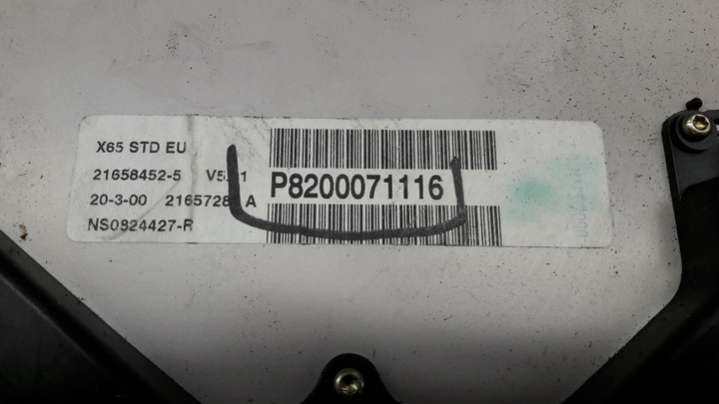 X65 STD EU
21658452-5
P8200071116
20-3-00 A
NS0824427-R